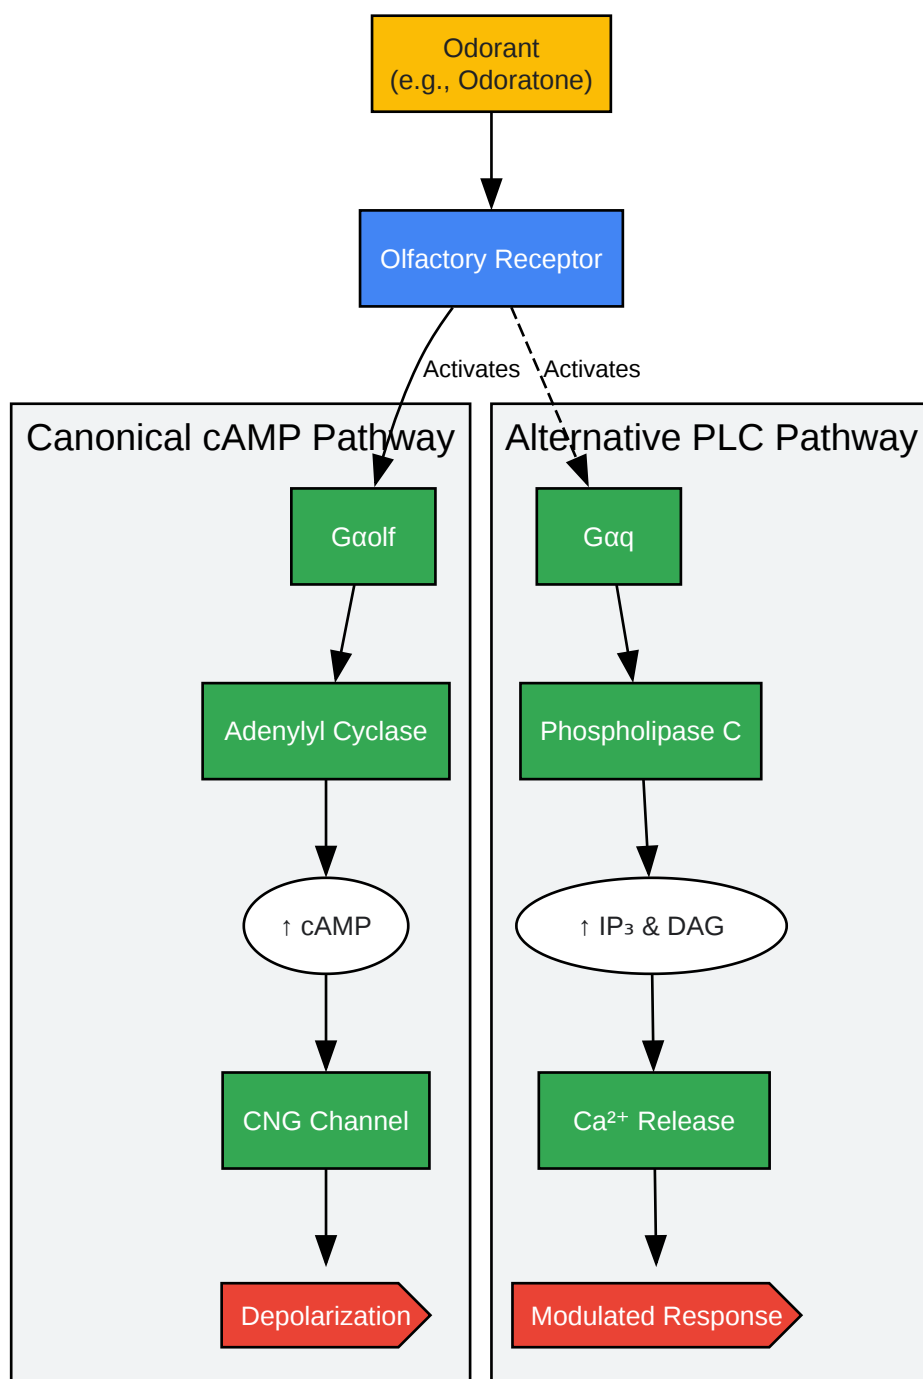 Odorant
(e.g., Odoratone)
Olfactory Receptor
Activates
Activates
Canonical cAMP Pathway
Alternative PLC Pathway
Gαolf
Gαq
Adenylyl Cyclase
Phospholipase C
↑ cAMP
↑ IP₃ & DAG
CNG Channel
Ca²⁺ Release
Depolarization
Modulated Response